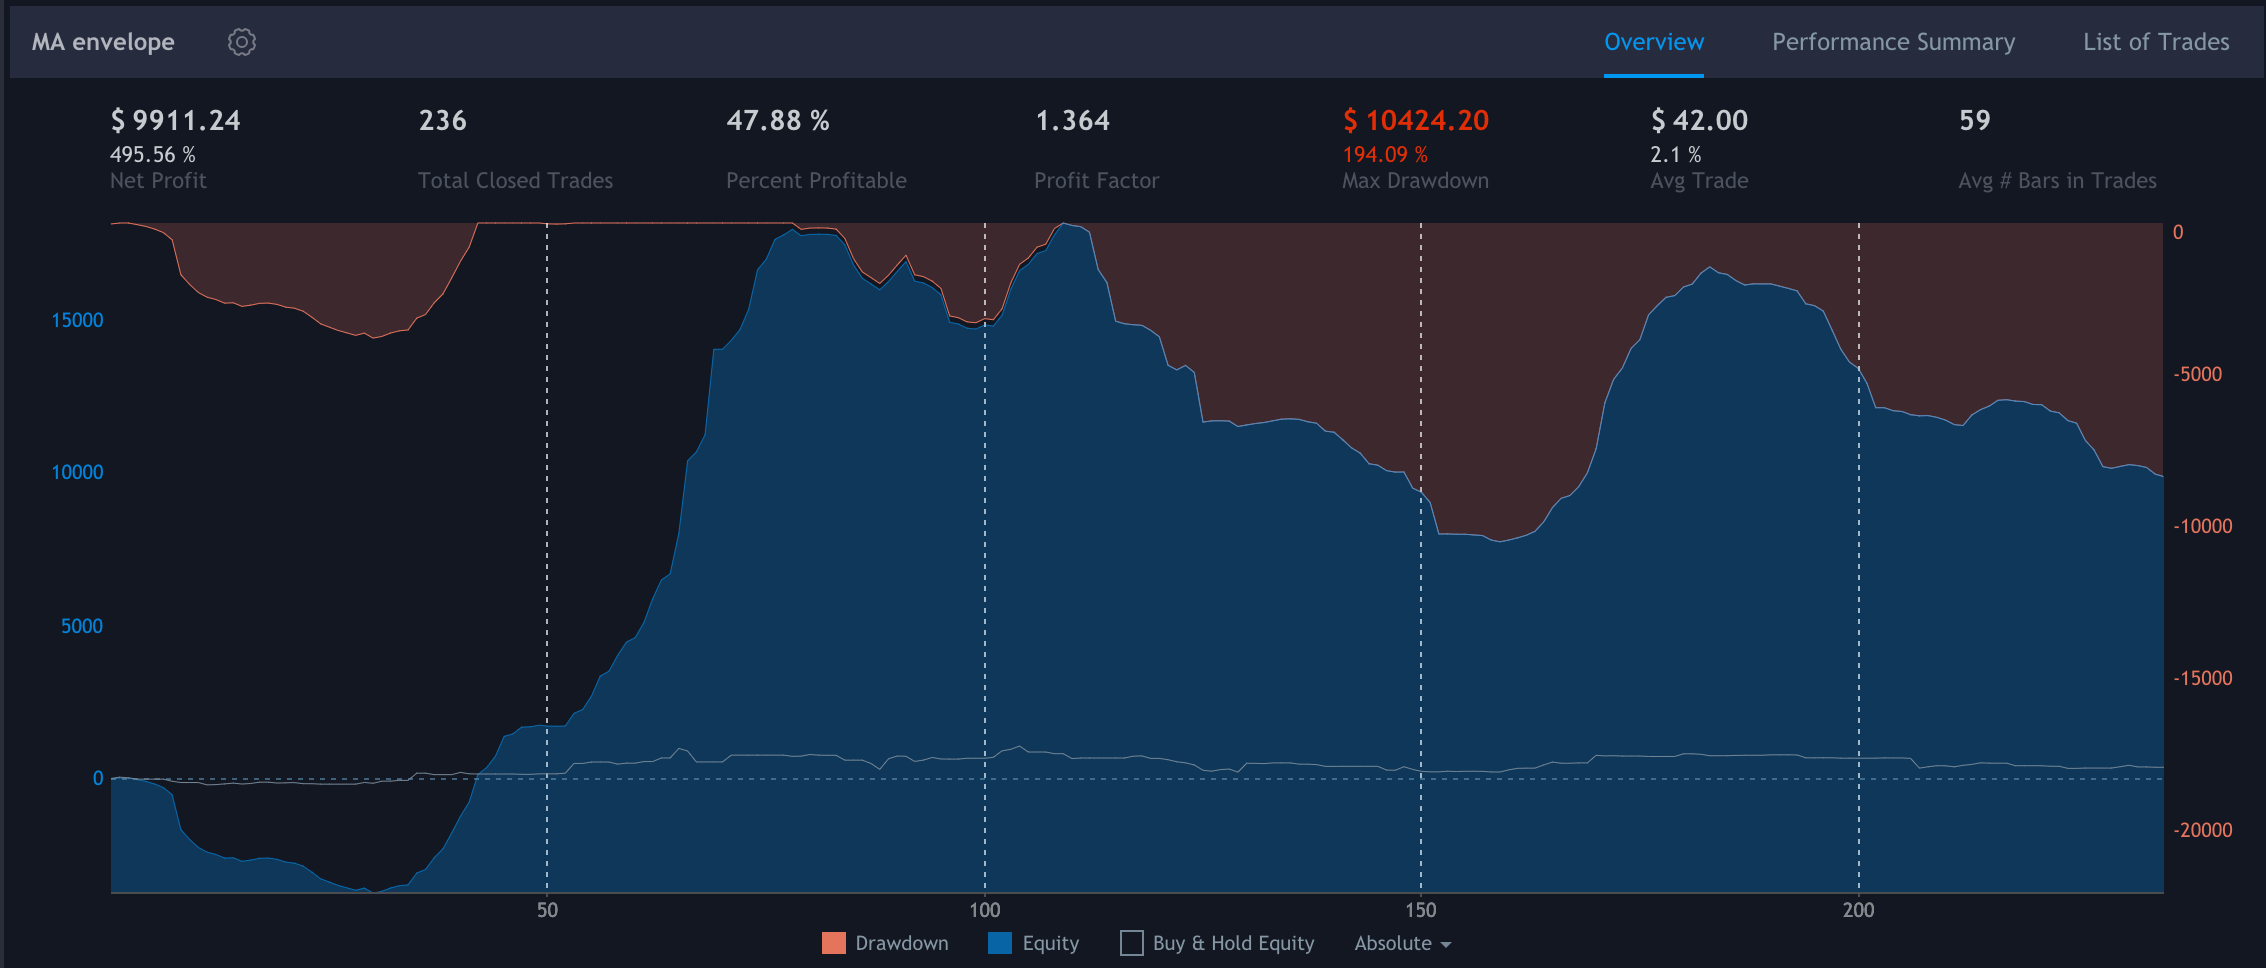 MA envelope
Overview Performance Summary List of Trades
$ 9911.24 236 47.88 % 1.364 $ 10424.20 $ 42.00 59
495.56 % 194.09 % 2.1 %
Net Profit Total Closed Trades Percent Profitable Profit Factor Max Drawdown Avg Trade Avg # Bars in Trades
0
15000
-5000
10000
-10000
5000
-15000
0
-20000
50 100 150 200
Drawdown Equity Buy & Hold Equity Absolute